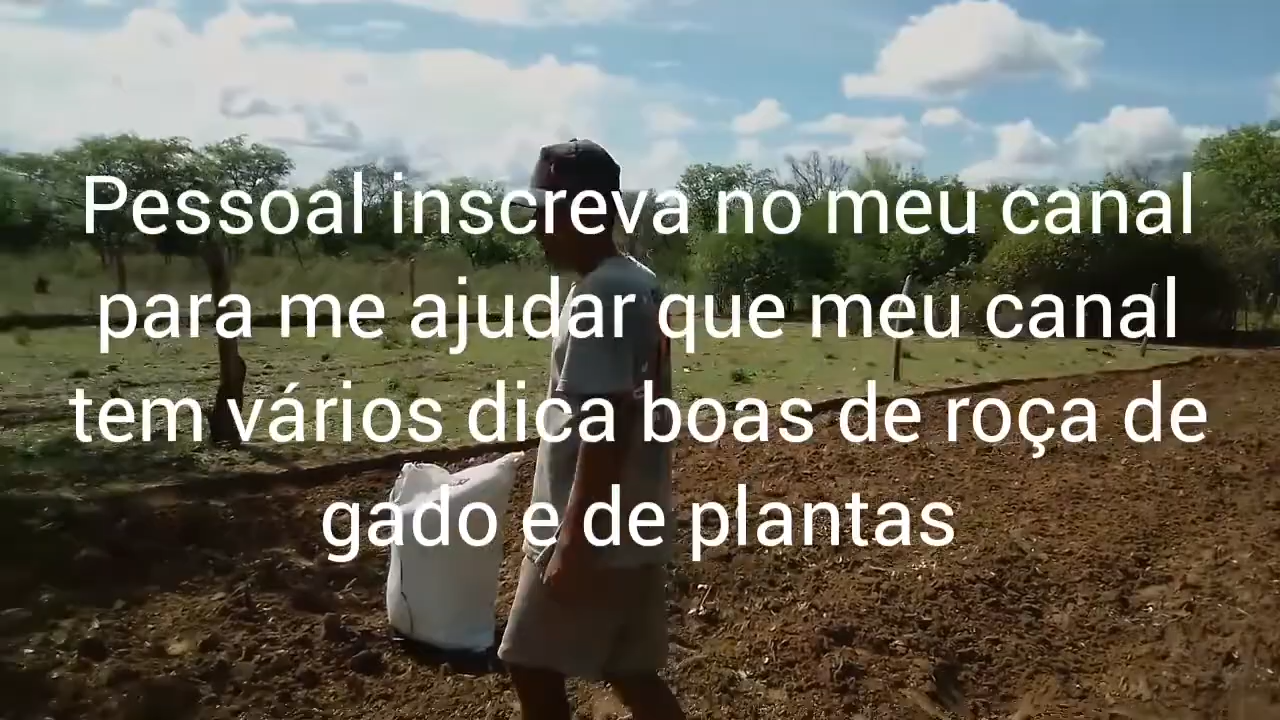 Pessoal inscreva no meu canal
para me ajudar que meu canal
tem vários dica boas de roça de
gado e de plantas